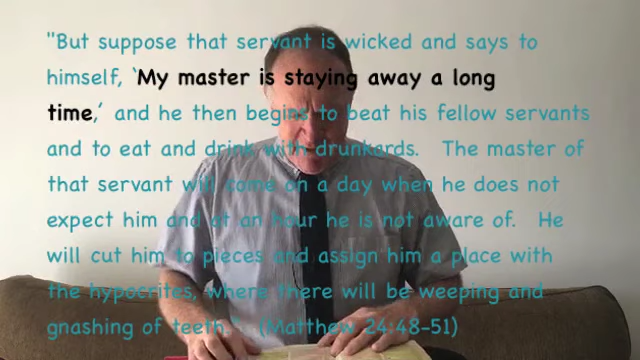 "But suppose that servant is wicked and says to
himself, ‘My master is staying away a long
time,’ and he then begins to beat his fellow servants
and to eat and drink with drunkards. The master of
that servant will come on a day when he does not
expect him and at an hour he is not aware of. He
will cut him to pieces and assign him a place with
the hypocrites, where there will be weeping and
gnashing of teeth. (Matthew 24:48-51)